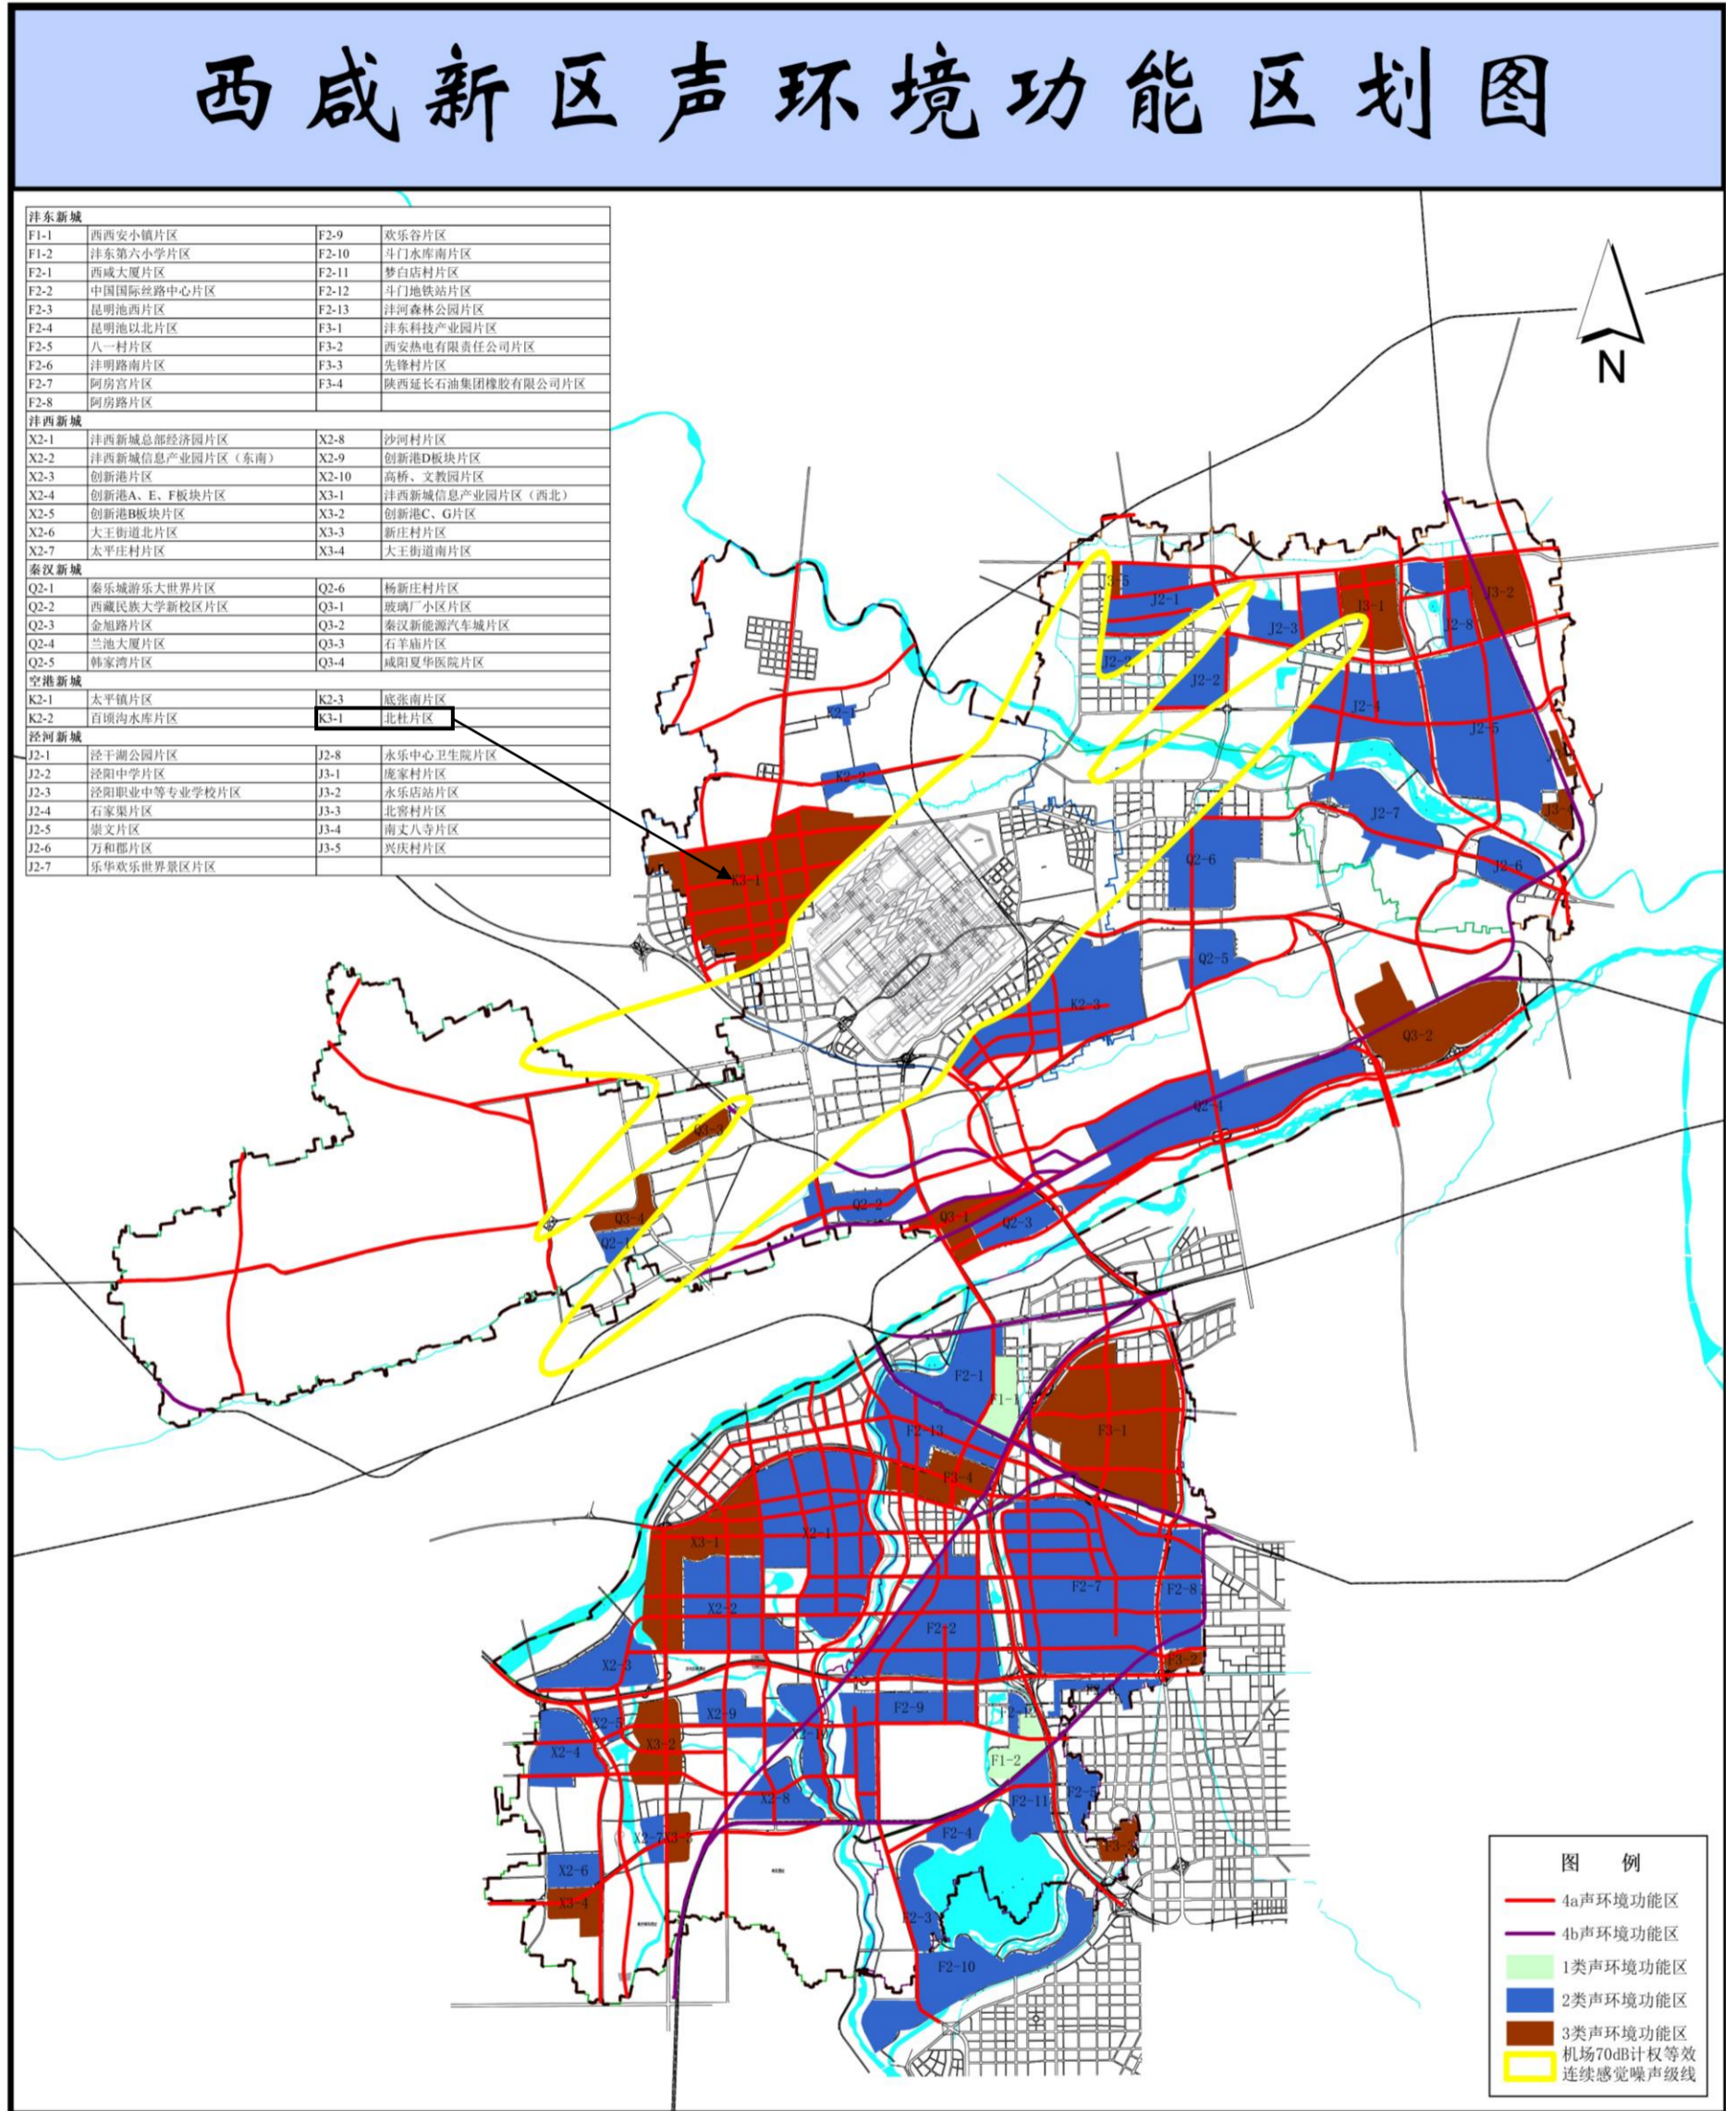 西咸新区声环境功能区划图
沣东新城
F1-1 西西安小镇片区 F2-9 欢乐谷片区
F1-2 沣东第六小学片区 F2-10 斗门水库南片区
F2-1 西咸大厦片区 F2-11 梦白店村片区
F2-2 中国国际丝路中心片区 F2-12 斗门地铁站片区
F2-3 昆明池西片区 F2-13 沣河森林公园片区
F2-4 昆明池以北片区 F3-1 沣东科技产业园片区
F2-5 八一村片区 F3-2 西安热电有限责任公司片区
F2-6 沣明路南片区 F3-3 先锋村片区
F2-7 阿房宫片区 F3-4 陕西延长石油集团橡胶有限公司片区
F2-8 阿房路片区
沣西新城
X2-1 沣西新城总部经济园片区 X2-8 沙河村片区
X2-2 沣西新城信息产业园片区（东南） X2-9 创新港D板块片区
X2-3 创新港片区 X2-10 高桥、文教园片区
X2-4 创新港A、E、F板块片区 X3-1 沣西新城信息产业园片区（西北）
X2-5 创新港B板块片区 X3-2 创新港C、G片区
X2-6 大王街道北片区 X3-3 新庄村片区
X2-7 太平庄村片区 X3-4 大王街道南片区
秦汉新城
Q2-1 秦乐城游乐大世界片区 Q2-6 杨新庄村片区
Q2-2 西藏民族大学新校区片区 Q3-1 玻璃厂小区片区
Q2-3 金旭路片区 Q3-2 秦汉新能源汽车城片区
Q2-4 兰池大厦片区 Q3-3 石羊庙片区
Q2-5 韩家湾片区 Q3-4 咸阳夏华医院片区
空港新城
K2-1 太平镇片区 K2-3 底张南片区
K2-2 百顷沟水库片区 K3-1 北杜片区
泾河新城
J2-1 泾干湖公园片区 J2-8 永乐中心卫生院片区
J2-2 泾阳中学片区 J3-1 庞家村片区
J2-3 泾阳职业中等专业学校片区 J3-2 永乐店站片区
J2-4 石家渠片区 J3-3 北窖村片区
J2-5 崇文片区 J3-4 南丈八寺片区
J2-6 万和郡片区 J3-5 兴庆村片区
J2-7 乐华欢乐世界景区片区
N
J3-5
J2-1
J3-1
J3-2
J2-3
J2-8
J2-2
J2-2
K2-1
J2-4
J2-5
K2-2
J3-4
J2-7
Q2-6
J2-6
K3-1
Q2-5
K2-3
Q3-2
Q2-4
Q3-3
Q2-2
Q3-4
Q3-1
Q2-3
Q2-1
F2-1
F1-1
F2-13
F3-1
F3-4
X2-1
X3-1
F2-7
F2-8
X2-2
F2-2
X2-3
F3-2
F2-9
X2-9
F2-12
X2-5
X2-10
X3-2
X2-4
F1-2
X2-8
F2-11
F2-5
F2-4
X2-7
X3-3
F3-3
X2-6
X3-4
F2-3
F2-10
图 例
4a声环境功能区
4b声环境功能区
1类声环境功能区
2类声环境功能区
3类声环境功能区
机场70dB计权等效
连续感觉噪声级线